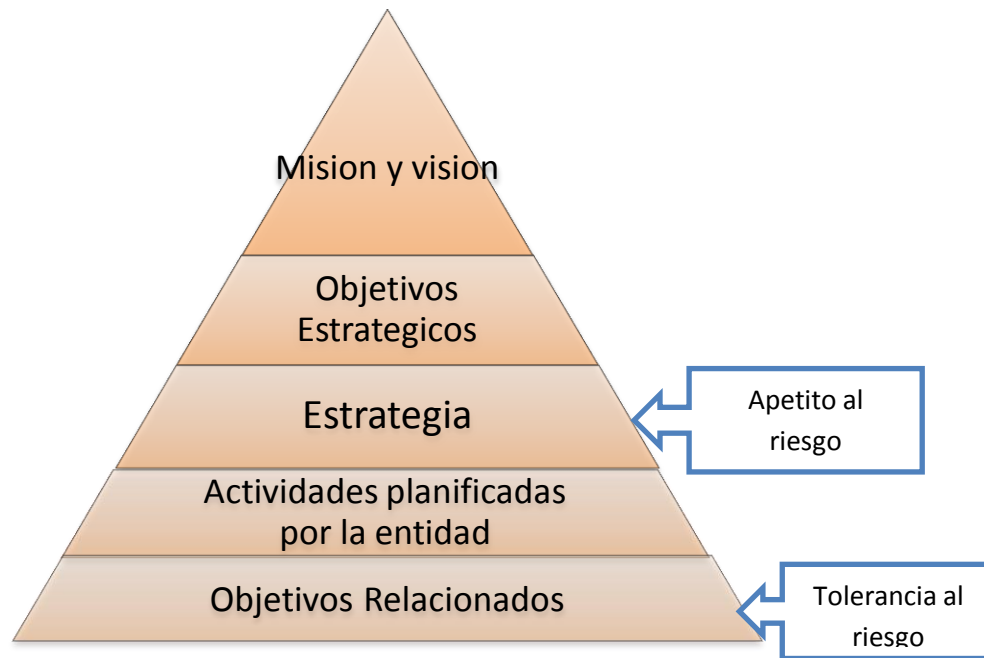 Mision y vision
Objetivos
Estrategicos
Estrategia
Apetito al
riesgo
Actividades planificadas
por la entidad
Objetivos Relacionados
Tolerancia al
riesgo